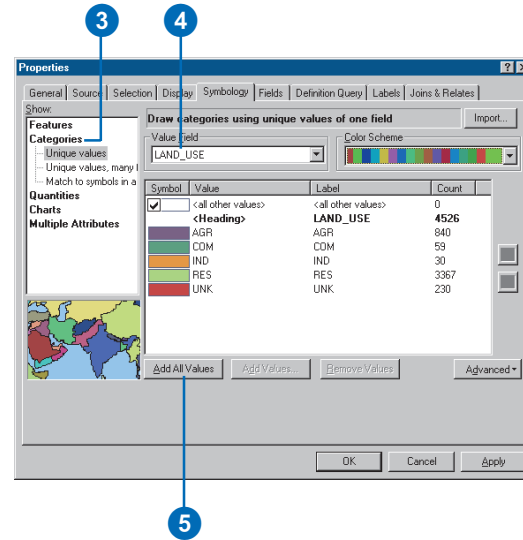 3 4
Properties
General Source Selection Display Symbology Fields Definition Query Labels Joins & Relates
Show:
Features
Categories
Unique values
Unique values, many
Match to symbols in a
Quantities
Charts
Multiple Attributes
Draw categories using unique values of one field
Import...
Value Field
Color Scheme
LAND_USE
Symbol Value Label Count
<all other values> <all other values> 0
<Heading> LAND_USE 4526
AGR AGR 840
COM COM 59
IND IND 30
RES RES 3367
UNK UNK 230
Add All Values Add Values... Remove Values Advanced
OK Cancel Apply
5